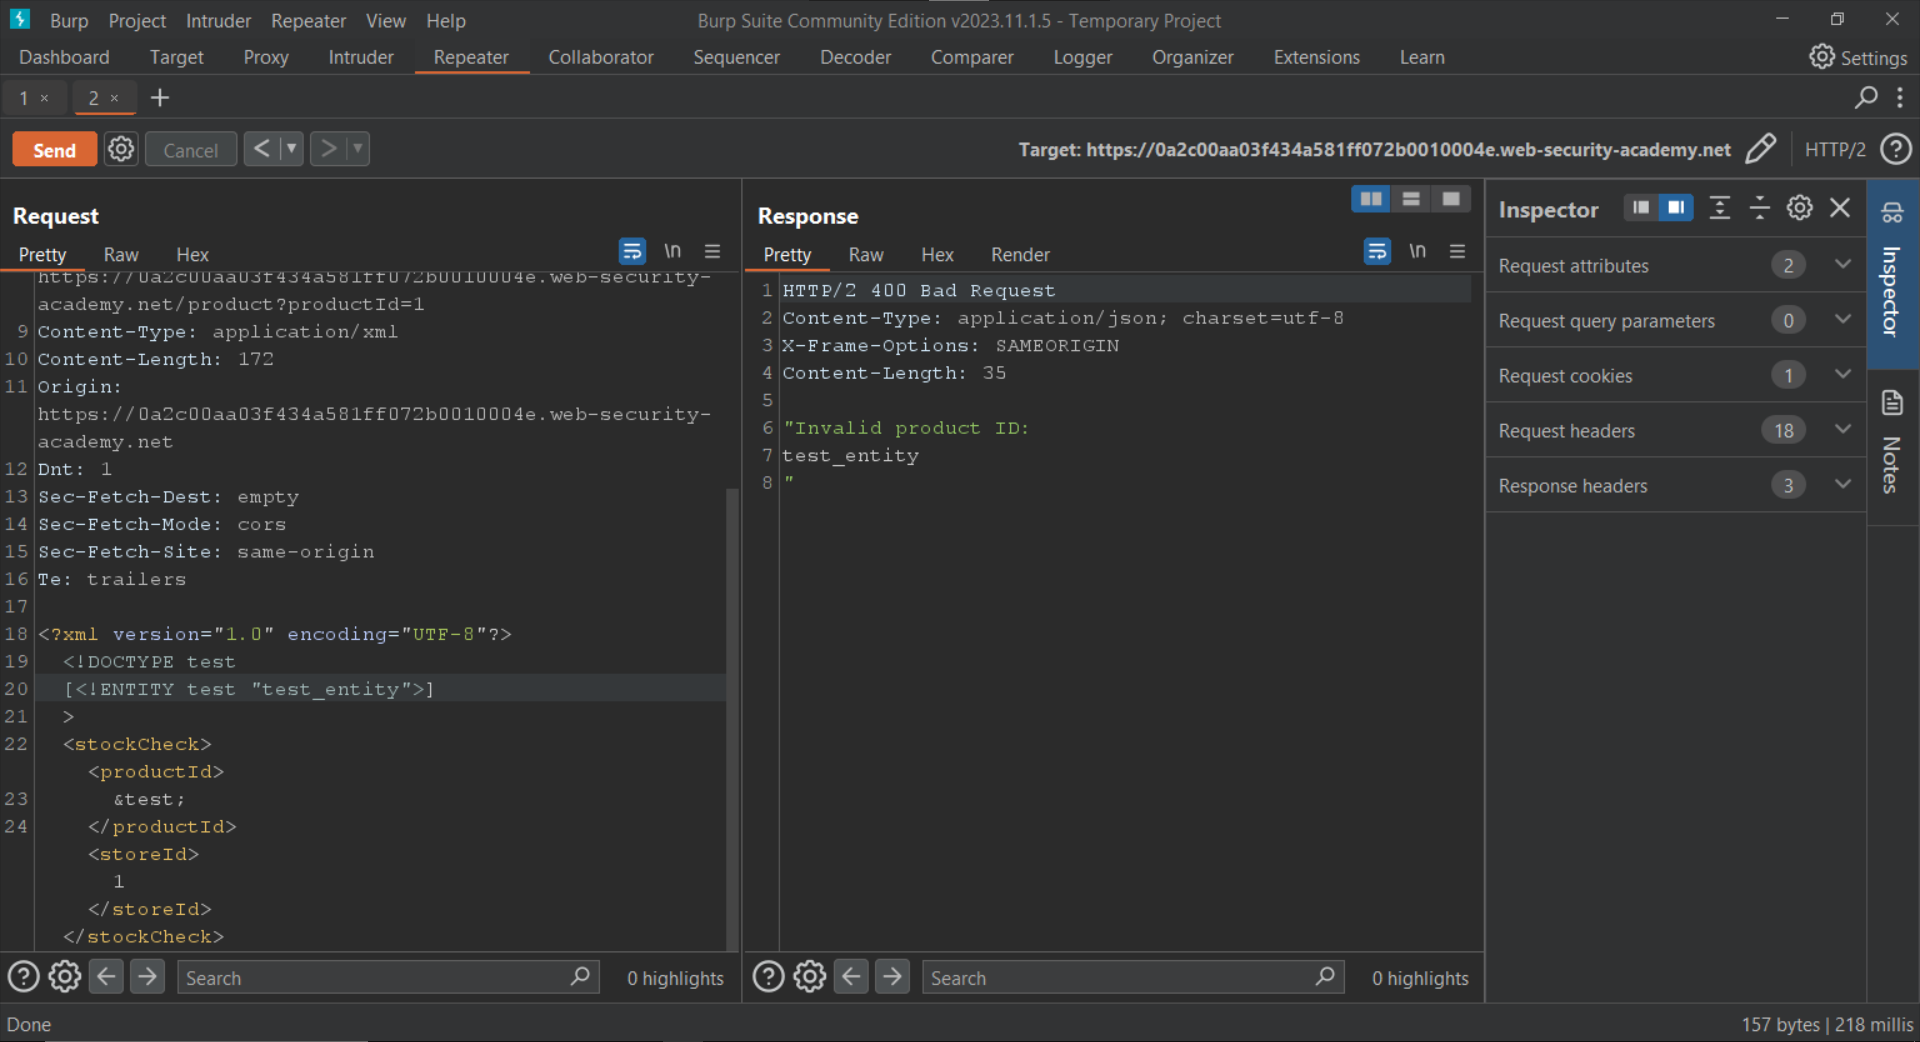 Burp Project Intruder Repeater View Help
Burp Suite Community Edition v2023.11.1.5 - Temporary Project
Dashboard Target Proxy Intruder Repeater Collaborator Sequencer Decoder Comparer Logger Organizer Extensions Learn
Settings
1 × 2 × +
Send Cancel < ▼ > ▼
Target: https://0a2c00aa03f434a581ff072b0010004e.web-security-academy.net
HTTP/2
Request
Pretty Raw Hex
\n
https://0a2c00aa03f434a581ff072b0010004e.web-security-
academy.net/product?productId=1
9 Content-Type: application/xml
10 Content-Length: 172
11 Origin:
https://0a2c00aa03f434a581ff072b0010004e.web-security-
academy.net
12 Dnt: 1
13 Sec-Fetch-Dest: empty
14 Sec-Fetch-Mode: cors
15 Sec-Fetch-Site: same-origin
16 Te: trailers
17
18 <?xml version="1.0" encoding="UTF-8"?>
19 <!DOCTYPE test
20 [<!ENTITY test "test_entity">]
21 >
22 <stockCheck>
<productId>
23 &test;
24 </productId>
<storeId>
1
</storeId>
</stockCheck>
Search
0 highlights
Response
Pretty Raw Hex Render
\n
1 HTTP/2 400 Bad Request
2 Content-Type: application/json; charset=utf-8
3 X-Frame-Options: SAMEORIGIN
4 Content-Length: 35
5
6 "Invalid product ID:
7 test_entity
8 "
Search
0 highlights
Inspector
Request attributes 2
Request query parameters 0
Request cookies 1
Request headers 18
Response headers 3
Inspector
Notes
Done
157 bytes | 218 millis